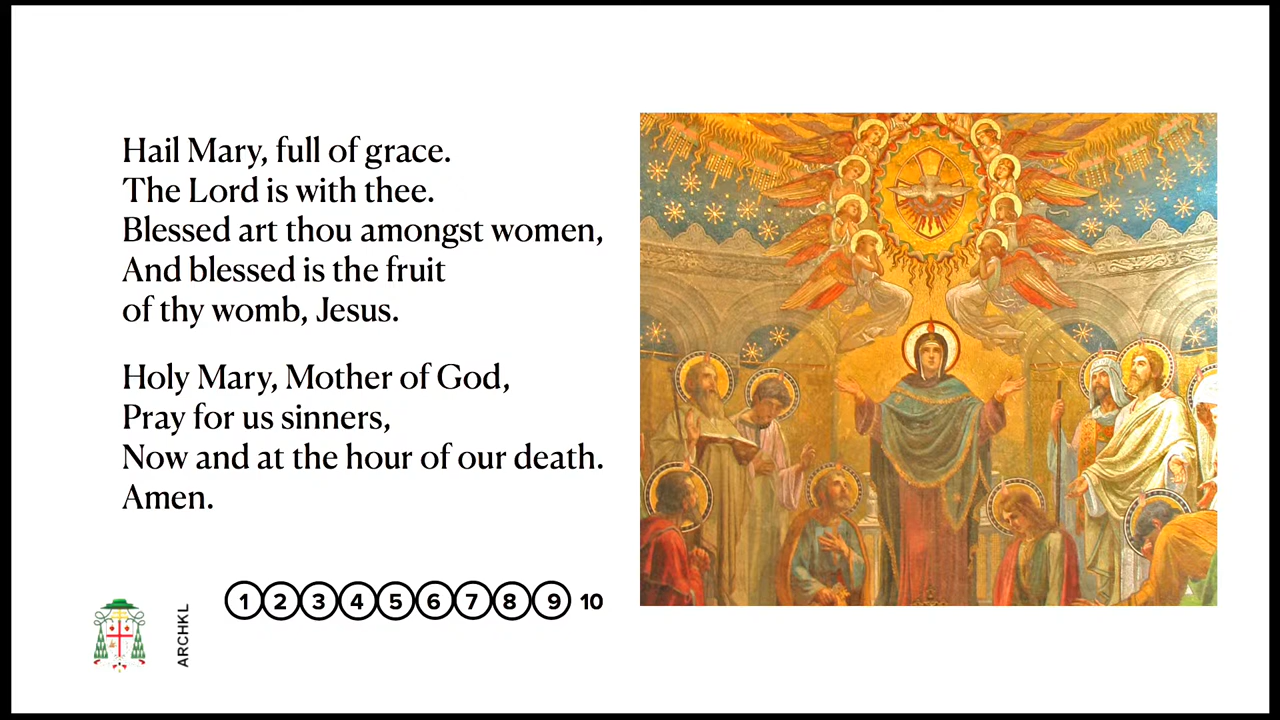 Hail Mary, full of grace.
The Lord is with thee.
Blessed art thou amongst women,
And blessed is the fruit
of thy womb, Jesus.
Holy Mary, Mother of God,
Pray for us sinners,
Now and at the hour of our death.
Amen.
1 2 3 4 5 6 7 8 9 10
ARCHKL